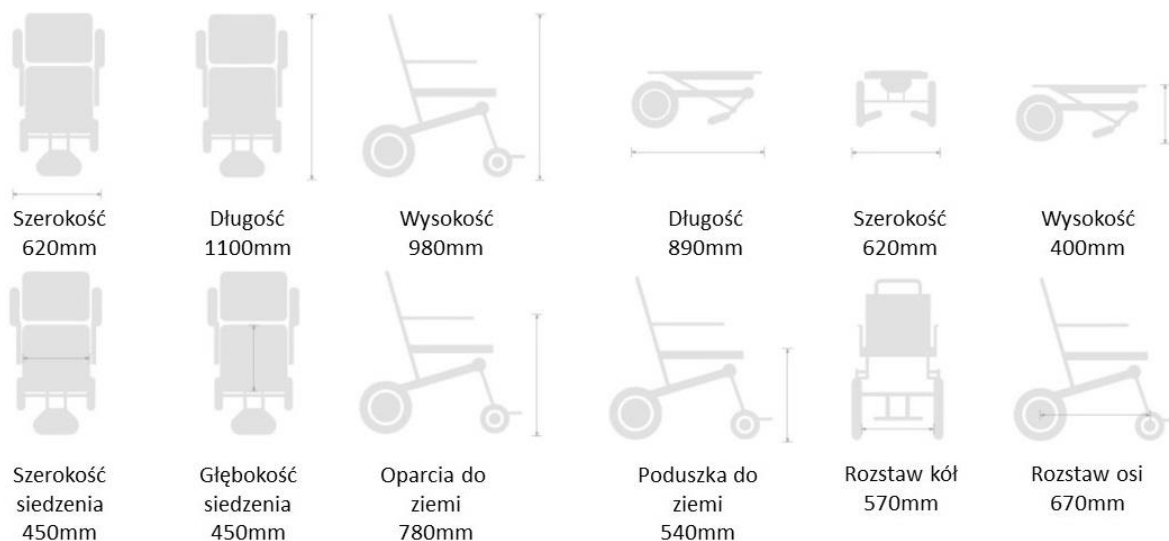 Szerokość
620mm
Długość
1100mm
Wysokość
980mm
Długość
890mm
Szerokość
620mm
Wysokość
400mm
Szerokość
siedzenia
450mm
Głębokość
siedzenia
450mm
Oparcia do
ziemi
780mm
Poduszka do
ziemi
540mm
Rozstaw kół
570mm
Rozstaw osi
670mm